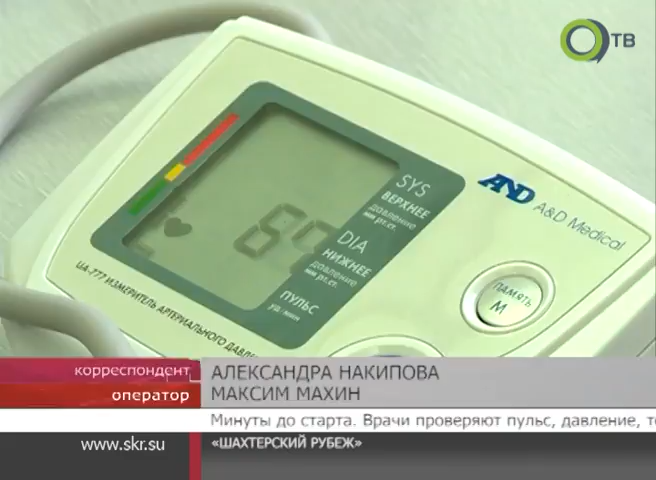 ОТВ
SYS
ВЕРХНЕЕ
давление
мм рт.ст.
DIA
НИЖНЕЕ
давление
мм рт.ст.
ПУЛЬС
уд/мин
89
AND A&D Medical
ПАМЯТЬ
М
UA-777 ИЗМЕРИТЕЛЬ АРТЕРИАЛЬНОГО
корреспондент АЛЕКСАНДРА НАКИПОВА
оператор МАКСИМ МАХИН
Минуты до старта. Врачи проверяют пульс, давление,
www.skr.su «ШАХТЕРСКИЙ РУБЕЖ»